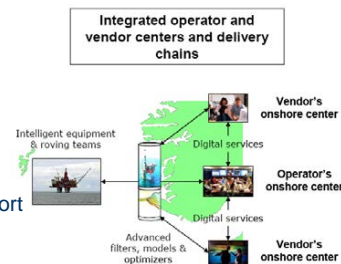 Integrated operator and
vendor centers and delivery
chains
Vendor's
onshore center
Intelligent equipment
& roving teams
Digital services
Operator's
onshore center
ort
Digital services
Advanced
filters, models &
optimizers
Vendor's
onshore center